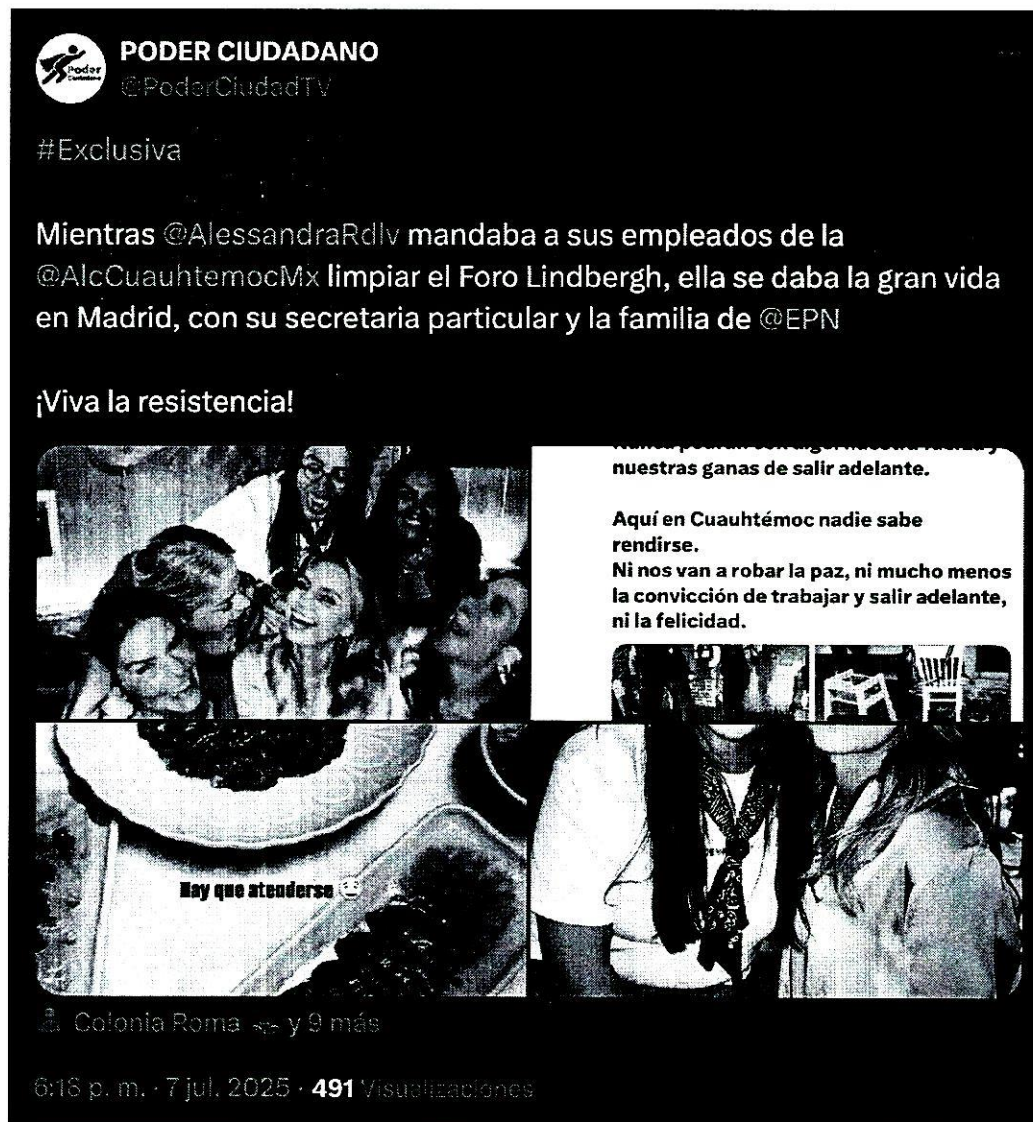 PODER CIUDADANO
@PoderCiudadTV
Poder
Ciudadano
#Exclusiva
Mientras @AlessandraRdlv mandaba a sus empleados de la
@AlcCuauhtemocMx limpiar el Foro Lindbergh, ella se daba la gran vida
en Madrid, con su secretaria particular y la familia de @EPN
¡Viva la resistencia!
nuestras ganas de salir adelante.
Aquí en Cuauhtémoc nadie sabe
rendirse.
Ni nos van a robar la paz, ni mucho menos
la convicción de trabajar y salir adelante,
ni la felicidad.
Hay que atenderse
Colonia Roma y 9 más
6:18 p. m. · 7 jul. 2025 · 491 Visualizaciones